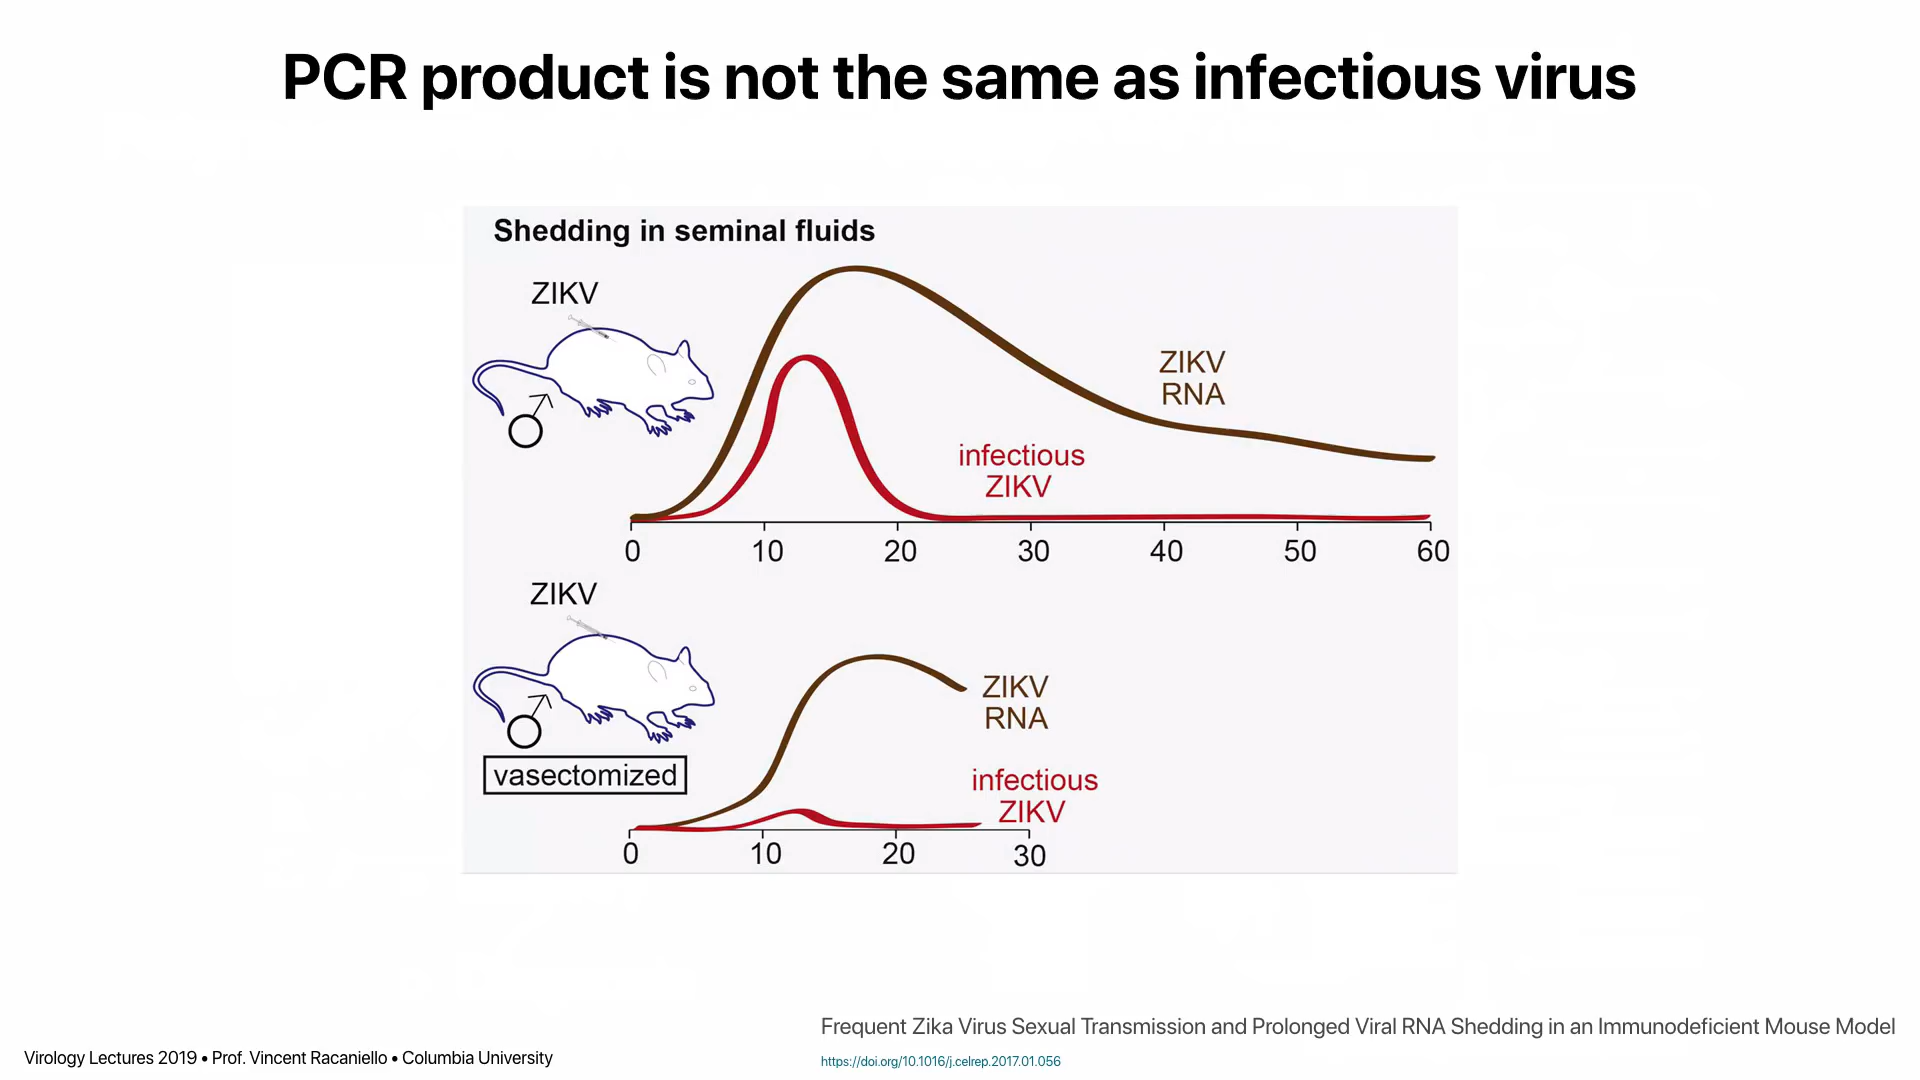 PCR product is not the same as infectious virus
Shedding in seminal fluids
ZIKV
ZIKV
RNA
infectious
ZIKV
0 10 20 30 40 50 60
ZIKV
vasectomized
ZIKV
RNA
infectious
ZIKV
0 10 20 30
Frequent Zika Virus Sexual Transmission and Prolonged Viral RNA Shedding in an Immunodeficient Mouse Model
Virology Lectures 2019 • Prof. Vincent Racaniello • Columbia University
https://doi.org/10.1016/j.celrep.2017.01.056